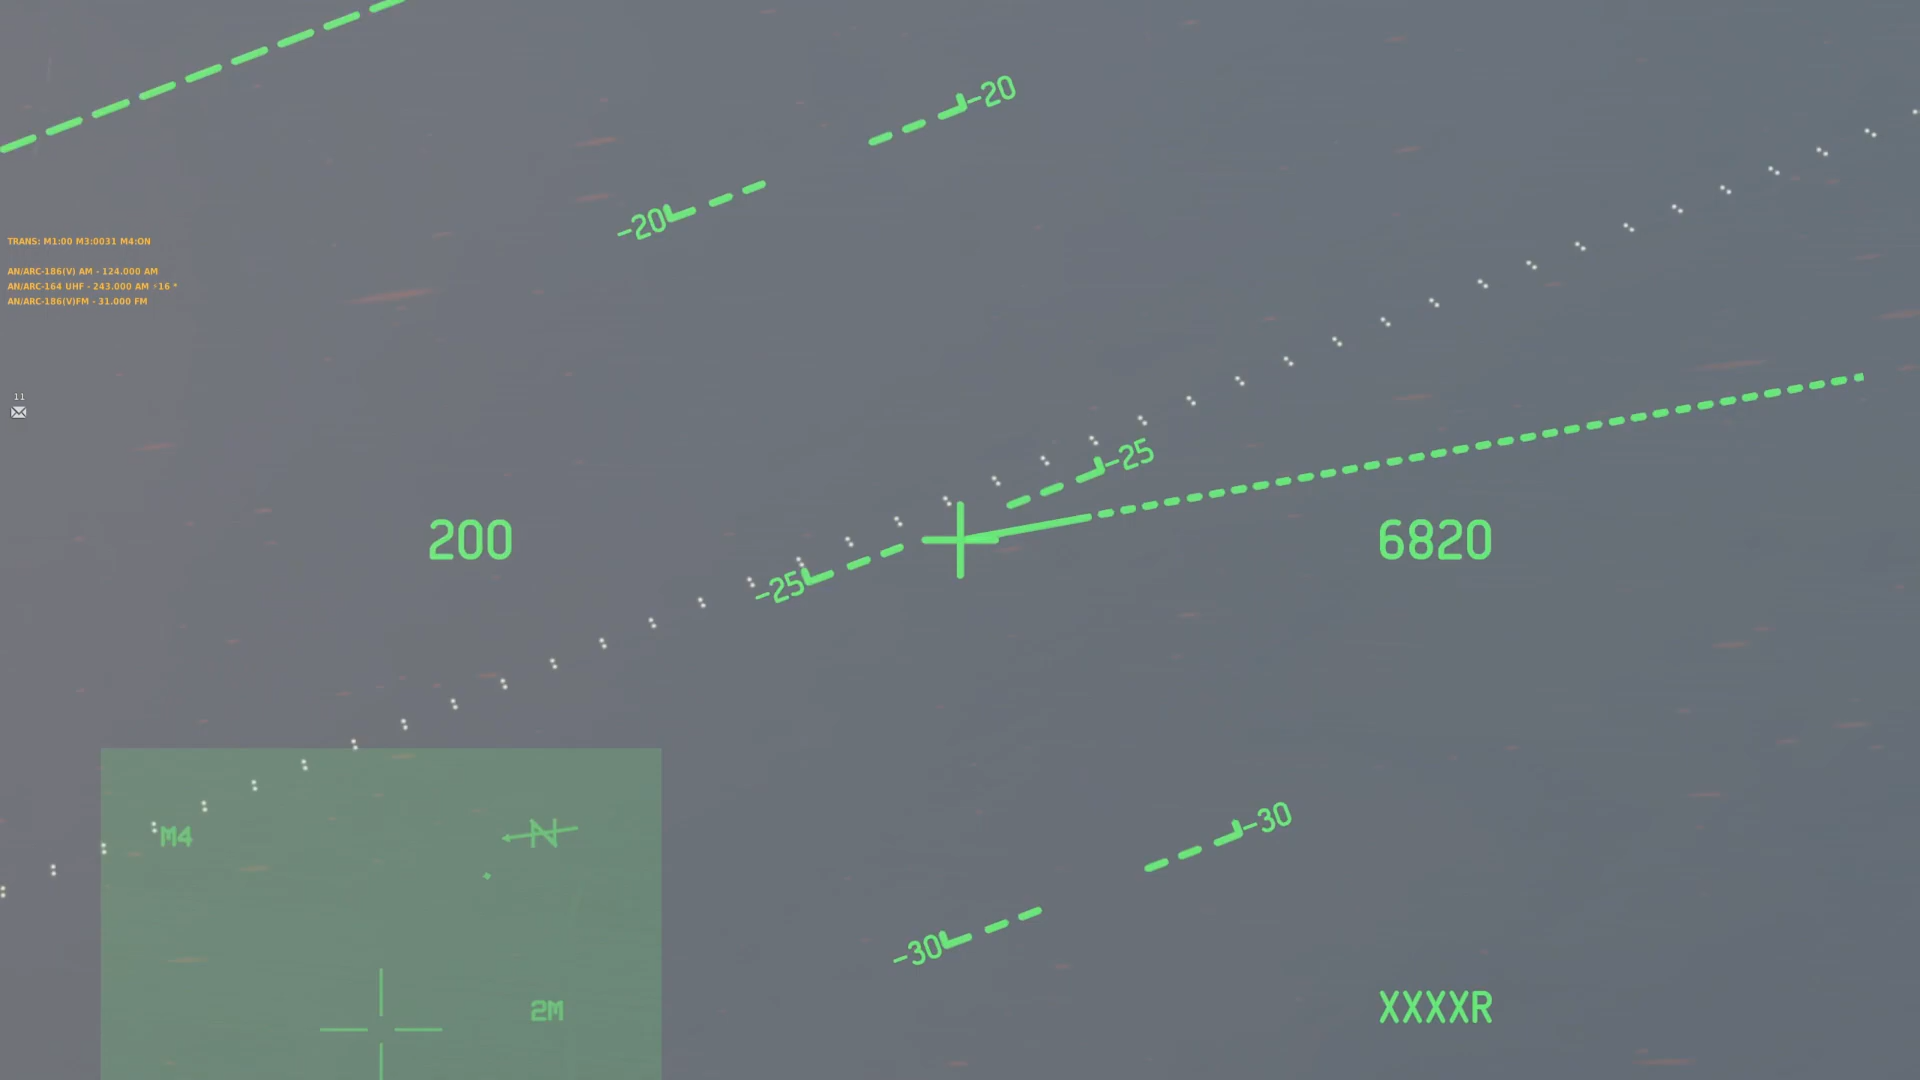 -20
-20
TRANS: M1:00 M3:0031 M4:ON
AN/ARC-186(V) AM - 124.000 AM
AN/ARC-164 UHF - 243.000 AM -16 *
AN/ARC-186(V)FM - 31.000 FM
11
-25
200
6820
-25
-30
M4
N
-30
2M
XXXXR